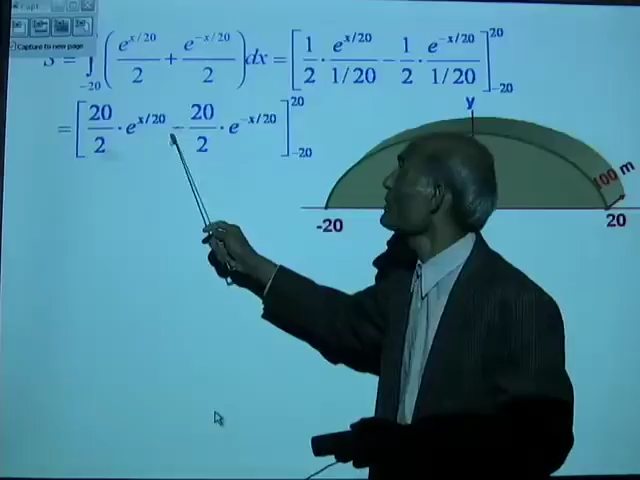 Capture to new page
S = ∫_{-20} ( e^{x/20}/2 + e^{-x/20}/2 ) dx = [ 1/2 · e^{x/20}/(1/20) − 1/2 · e^{-x/20}/(1/20) ]_{-20}^{20}
= [ 20/2 · e^{x/20} − 20/2 · e^{-x/20} ]_{-20}^{20}
y
100 m
-20
20